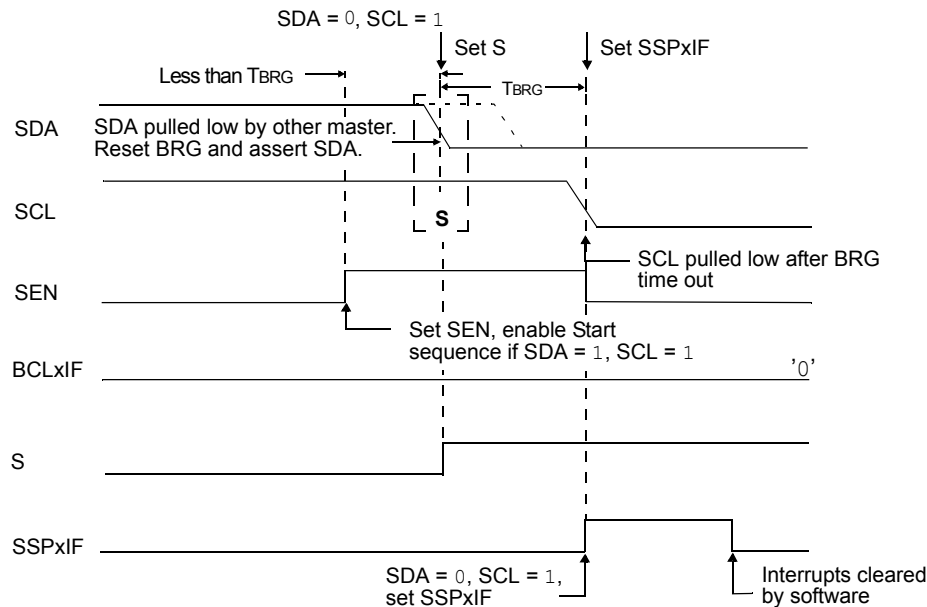 SDA = 0, SCL = 1
Set S
Set SSPxIF
Less than TBRG
TBRG
SDA
SDA pulled low by other master.
Reset BRG and assert SDA.
SCL
S
SCL pulled low after BRG
time out
SEN
Set SEN, enable Start
sequence if SDA = 1, SCL = 1
BCLxIF
'0'
S
SSPxIF
SDA = 0, SCL = 1,
set SSPxIF
Interrupts cleared
by software